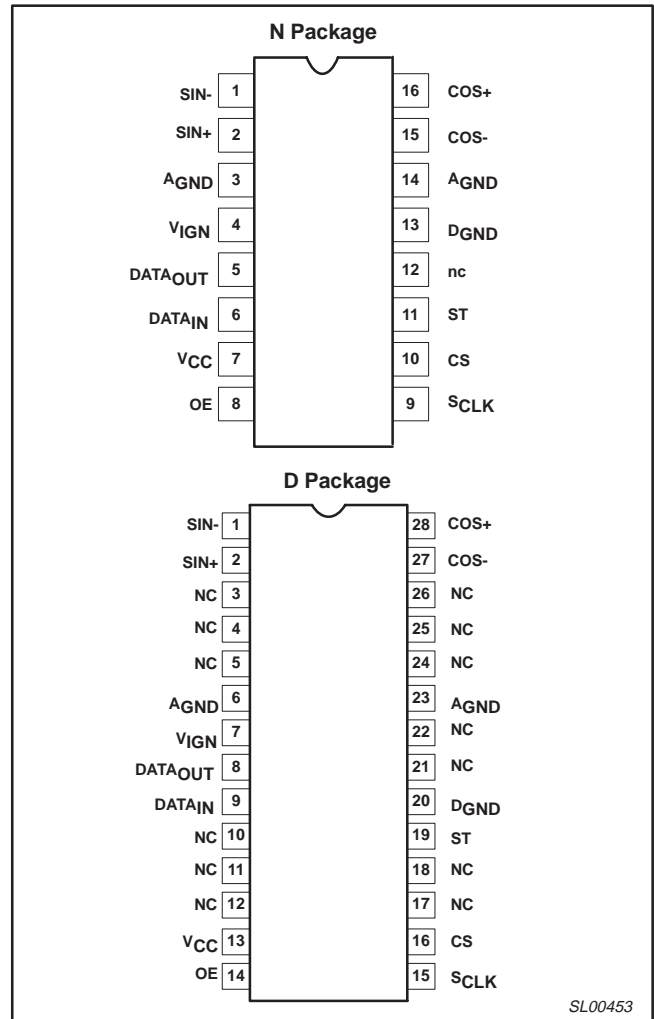 N Package
SIN- 1 16 COS+
SIN+ 2 15 COS-
AGND 3 14 AGND
VIGN 4 13 DGND
DATAOUT 5 12 nc
DATAIN 6 11 ST
VCC 7 10 CS
OE 8 9 SCLK
D Package
SIN- 1 28 COS+
SIN+ 2 27 COS-
NC 3 26 NC
NC 4 25 NC
NC 5 24 NC
AGND 6 23 AGND
VIGN 7 22 NC
DATAOUT 8 21 NC
DATAIN 9 20 DGND
NC 10 19 ST
NC 11 18 NC
NC 12 17 NC
VCC 13 16 CS
OE 14 15 SCLK
SL00453